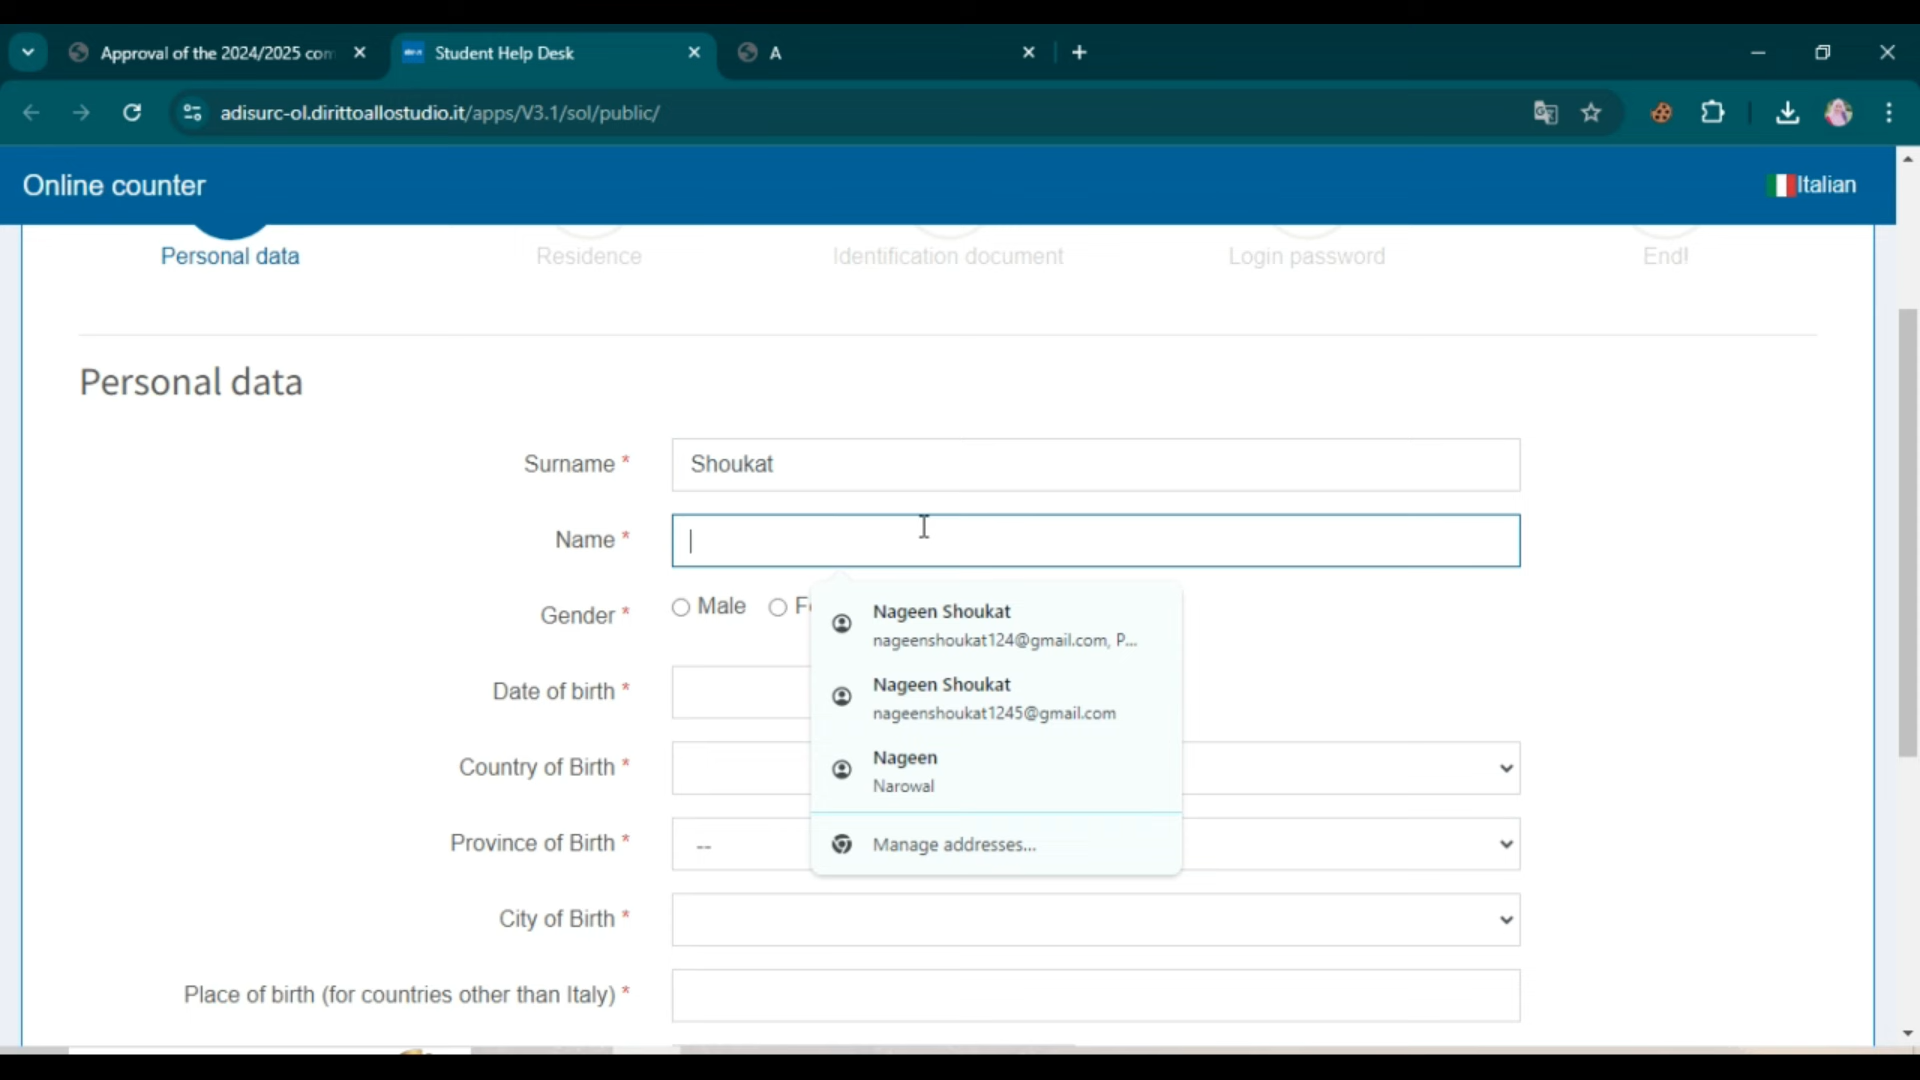 Approval of the 2024/2025 com
Student Help Desk
A
adisurc-ol.dirittoallostudio.it/apps/V3.1/sol/public/
Online counter
Italian
Personal data
Residence
Identification document
Login password
End!
Personal data
Surname *
Shoukat
Name *
Gender *
Male
Fe
Nageen Shoukat
nageenshoukat124@gmail.com, P...
Nageen Shoukat
nageenshoukat1245@gmail.com
Nageen
Narowal
Manage addresses...
Date of birth *
Country of Birth *
Province of Birth *
--
City of Birth *
Place of birth (for countries other than Italy) *